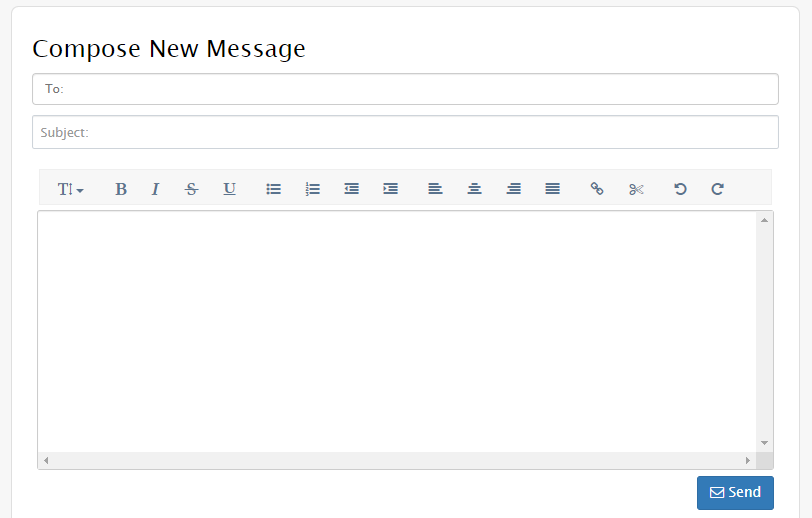 Compose New Message
To:
Subject:
T B I S U
Send